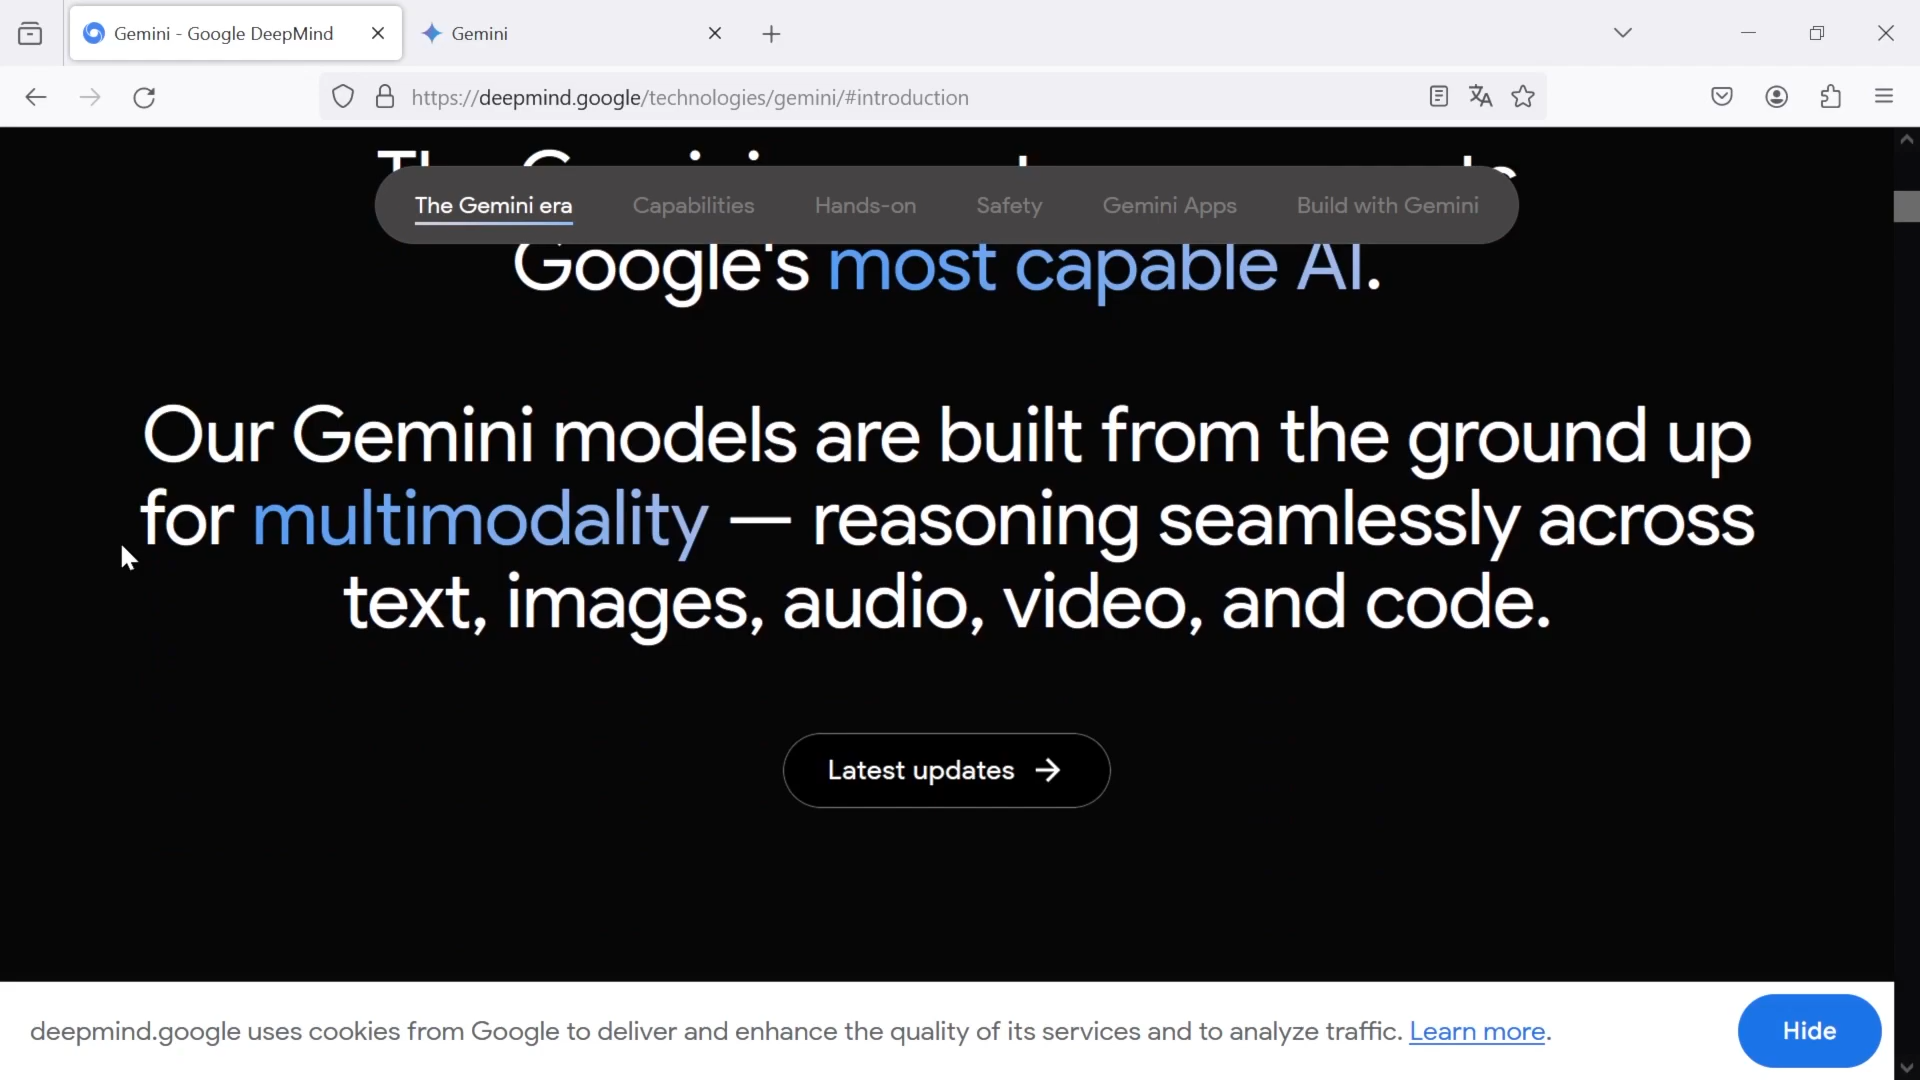 Gemini - Google DeepMind
Gemini
https://deepmind.google/technologies/gemini/#introduction
The Gemini era
Capabilities
Hands-on
Safety
Gemini Apps
Build with Gemini
Google's most capable AI.
Our Gemini models are built from the ground up
for multimodality — reasoning seamlessly across
text, images, audio, video, and code.
Latest updates
deepmind.google uses cookies from Google to deliver and enhance the quality of its services and to analyze traffic. Learn more.
Hide